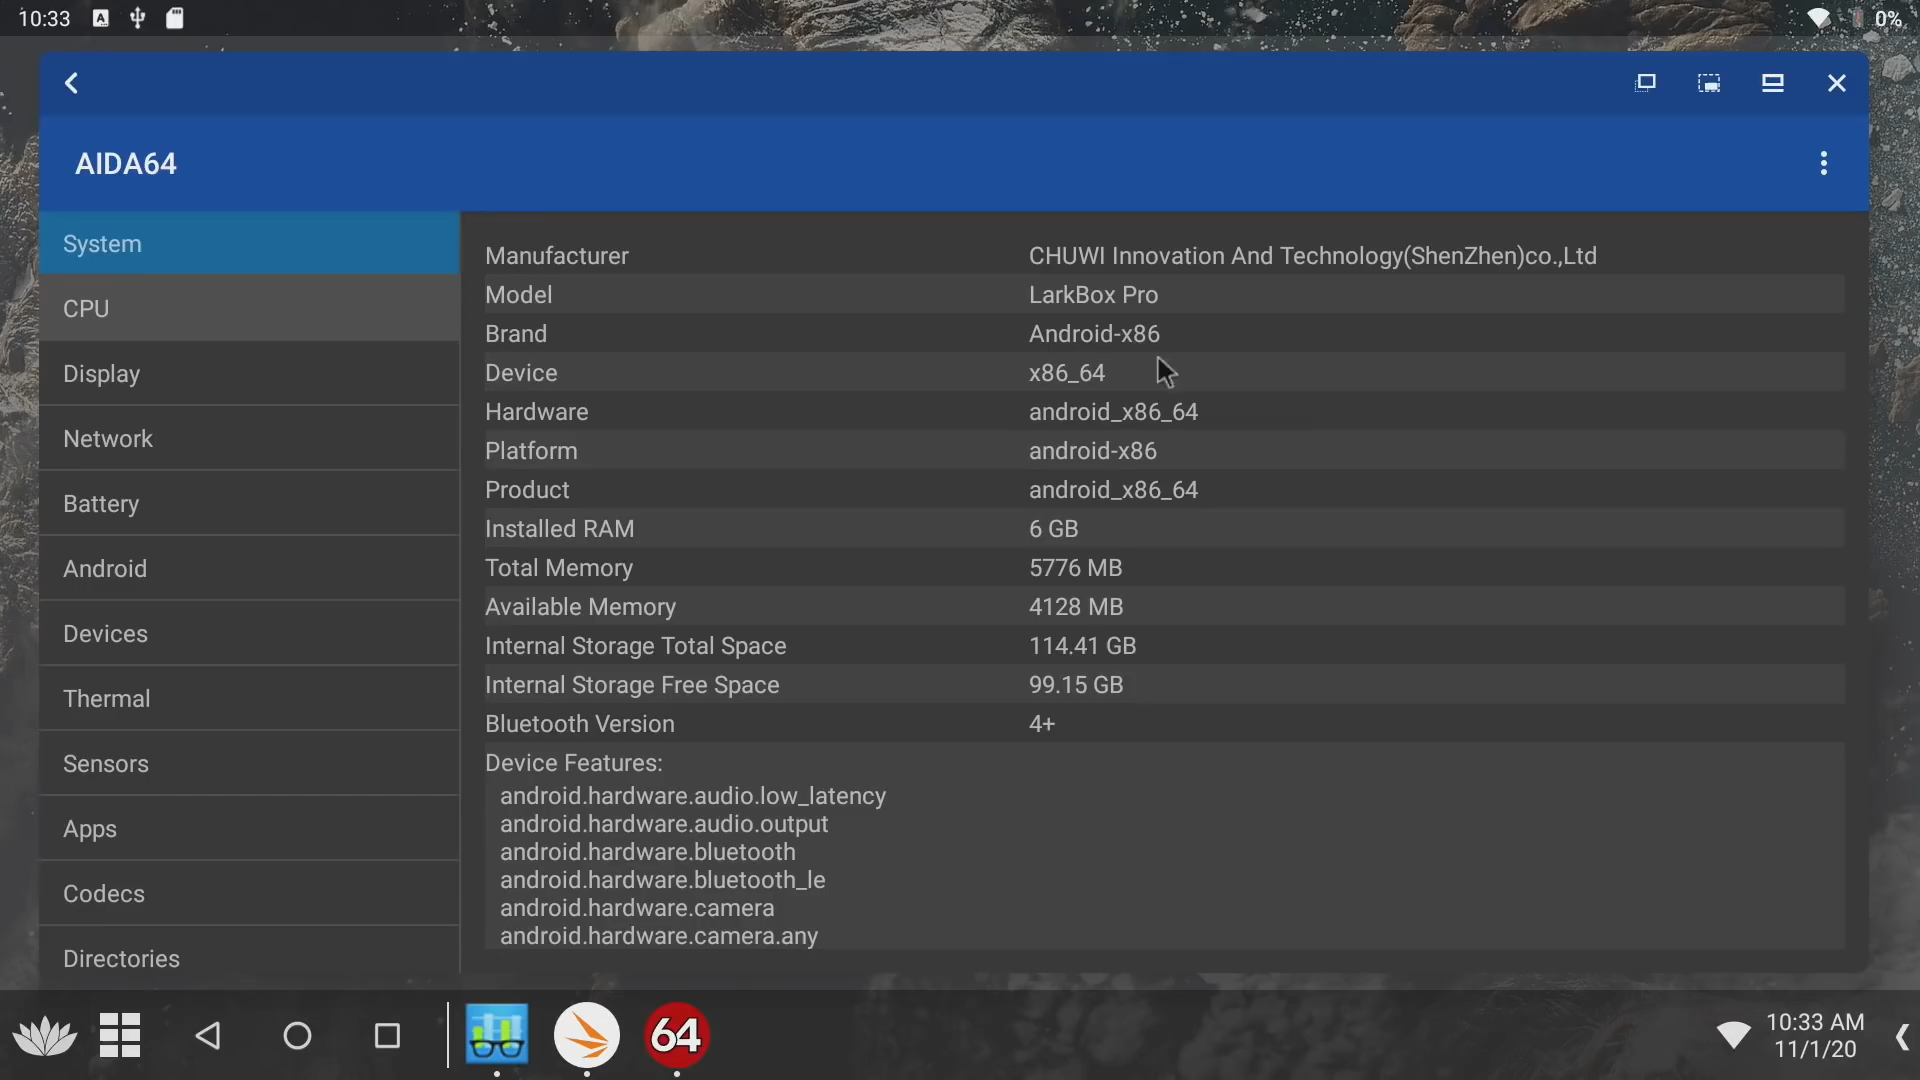 10:33
A
0%
AIDA64
System
CPU
Display
Network
Battery
Android
Devices
Thermal
Sensors
Apps
Codecs
Directories
Manufacturer CHUWI Innovation And Technology(ShenZhen)co.,Ltd
Model LarkBox Pro
Brand Android-x86
Device x86_64
Hardware android_x86_64
Platform android-x86
Product android_x86_64
Installed RAM 6 GB
Total Memory 5776 MB
Available Memory 4128 MB
Internal Storage Total Space 114.41 GB
Internal Storage Free Space 99.15 GB
Bluetooth Version 4+
Device Features:
android.hardware.audio.low_latency
android.hardware.audio.output
android.hardware.bluetooth
android.hardware.bluetooth_le
android.hardware.camera
android.hardware.camera.any
64
10:33 AM
11/1/20